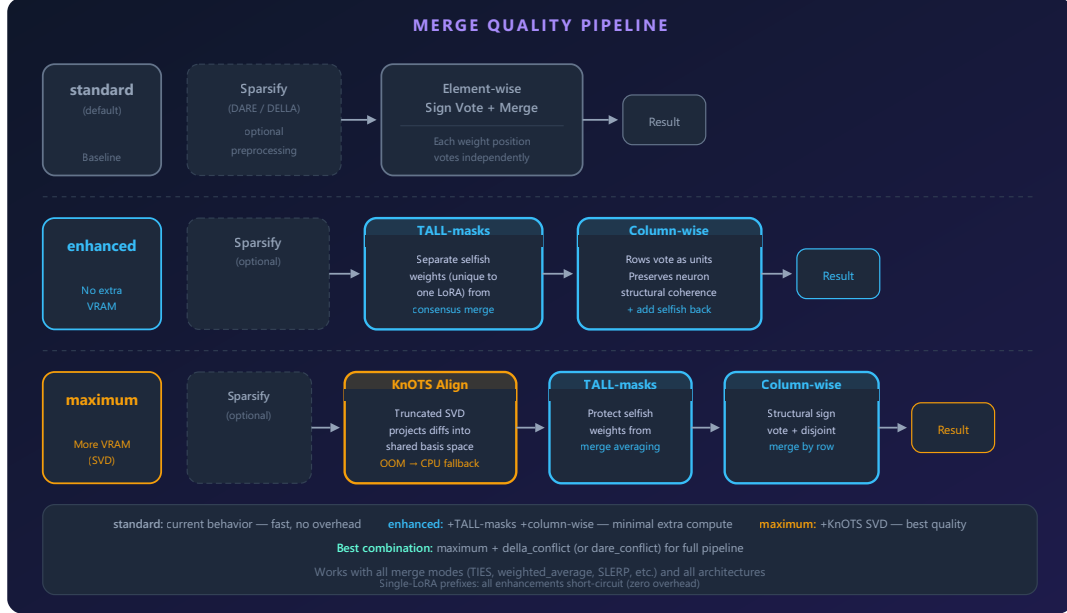 MERGE QUALITY PIPELINE
standard
(default)
Baseline
Sparsify
(DARE / DELLA)
optional
preprocessing
Element-wise
Sign Vote + Merge
Each weight position
votes independently
Result
enhanced
No extra
VRAM
Sparsify
(optional)
TALL-masks
Separate selfish
weights (unique to
one LoRA) from
consensus merge
Column-wise
Rows vote as units
Preserves neuron
structural coherence
+ add selfish back
Result
maximum
More VRAM
(SVD)
Sparsify
(optional)
KnOTS Align
Truncated SVD
projects diffs into
shared basis space
OOM → CPU fallback
TALL-masks
Protect selfish
weights from
merge averaging
Column-wise
Structural sign
vote + disjoint
merge by row
Result
standard: current behavior — fast, no overhead enhanced: +TALL-masks +column-wise — minimal extra compute maximum: +KnOTS SVD — best quality
Best combination: maximum + della_conflict (or dare_conflict) for full pipeline
Works with all merge modes (TIES, weighted_average, SLERP, etc.) and all architectures
Single-LoRA prefixes: all enhancements short-circuit (zero overhead)